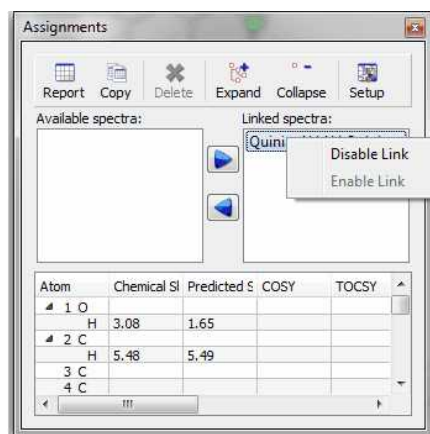 Assignments
Report Copy Delete Expand Collapse Setup
Available spectra: Linked spectra:
Disable Link
Enable Link
Atom Chemical Sl Predicted S COSY TOCSY
1 O
H 3.08 1.65
2 C
H 5.48 5.49
3 C
4 C